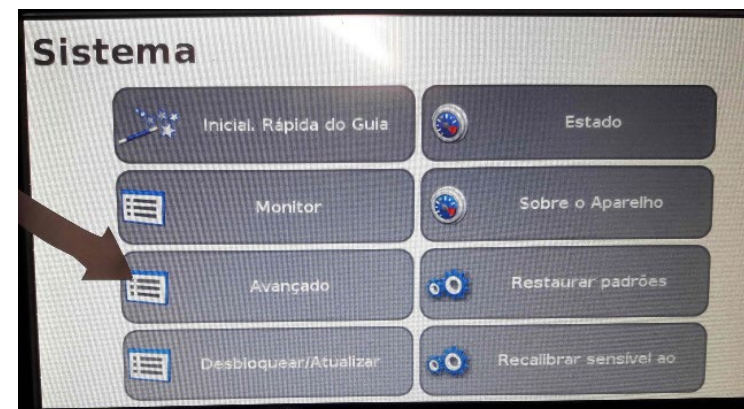 Sistema
Inicial. Rápida do Guia
Estado
Monitor
Sobre o Aparelho
Avançado
Restaurar padrões
Desbloquear/Atualizar
Recalibrar sensível ao